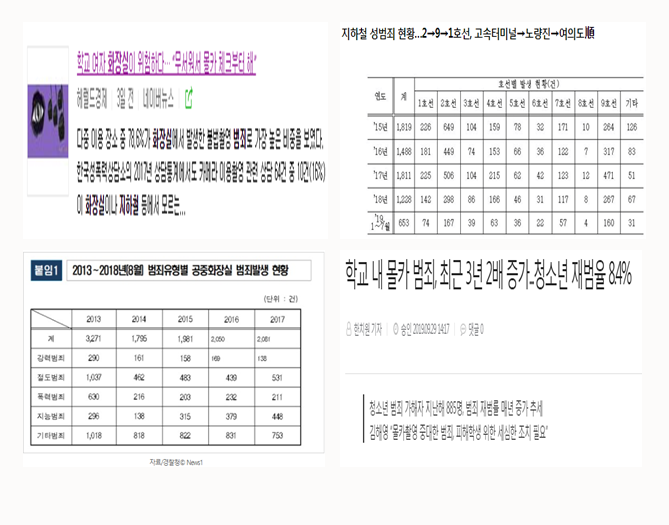 학교 여자 화장실이 위험하다… "무서워서 몰카 체크부터 해"
헤럴드경제 3일 전 네이버뉴스
다중 이용 장소 중 78.6%가 화장실에서 발생한 불법촬영 범죄로 가장 높은 비중을 보였다.
한국성폭력상담소의 2017년 상담통계에서도 카메라 이용촬영 관련 상담 64건 중 10건(16%)
이 화장실이나 지하철 등에서 모르는...
지하철 성범죄 현황...2→9→1호선, 고속터미널→노량진→여의도順
연도 계 호선별 발생 현황(건)
1호선 2호선 3호선 4호선 5호선 6호선 7호선 8호선 9호선 기타
'15년 1,819 226 649 104 159 78 32 171 10 264 126
'16년 1,488 181 449 74 153 66 36 122 7 317 83
'17년 1,811 225 506 104 215 62 42 123 12 471 51
'18년 1,228 142 298 86 166 46 31 117 8 267 67
'19. 1~7월 653 74 167 39 63 36 22 57 4 160 31
붙임1 2013~2018년(8월) 범죄유형별 공중화장실 범죄발생 현황
(단위 : 건)
2013 2014 2015 2016 2017
계 3,271 1,795 1,981 2,050 2,081
강력범죄 290 161 158 169 138
절도범죄 1,037 462 483 439 531
폭력범죄 630 216 203 232 211
지능범죄 296 138 315 379 448
기타범죄 1,018 818 822 831 753
자료/경찰청© News1
학교 내 몰카 범죄, 최근 3년 2배 증가...청소년 재범율 8.4%
한치원 기자 승인 2019.09.29 14:17 댓글 0
청소년 범죄 가해자 지난해 885명, 범죄 재범률 매년 증가 추세
김해영 "몰카촬영 중대한 범죄, 피해학생 위한 세심한 조치 필요"